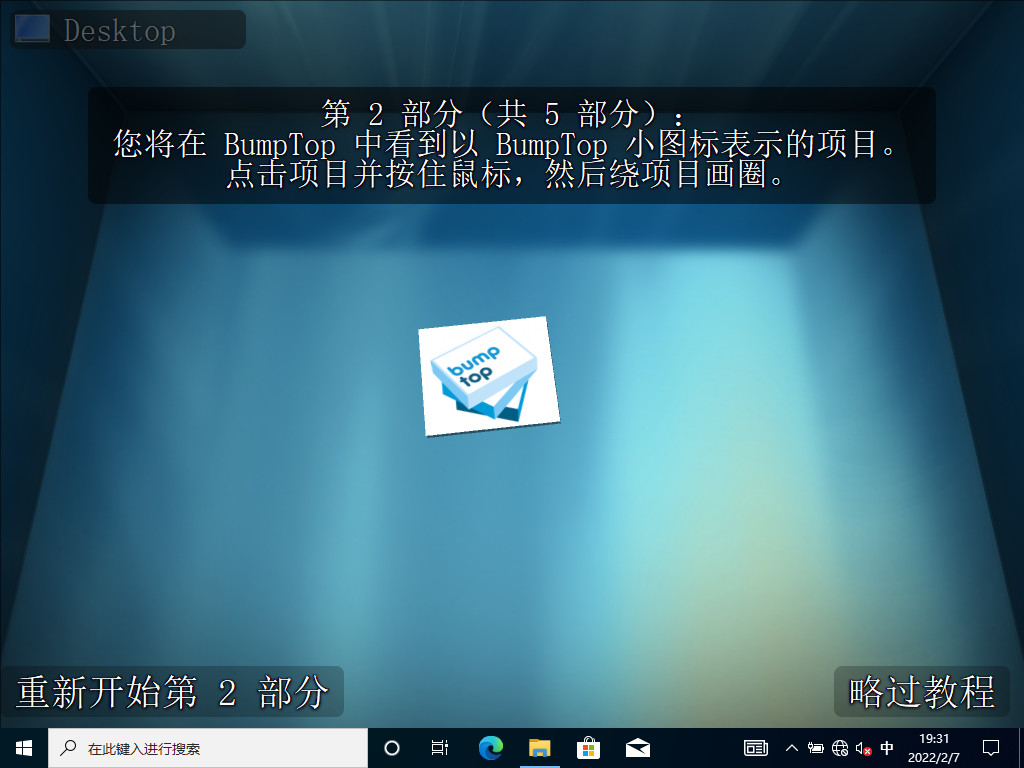 Desktop
第 2 部分（共 5 部分）：
您将在 BumpTop 中看到以 BumpTop 小图标表示的项目。
点击项目并按住鼠标，然后绕项目画圈。
bump
top
重新开始第 2 部分
略过教程
在此键入进行搜索
中
19:31
2022/2/7